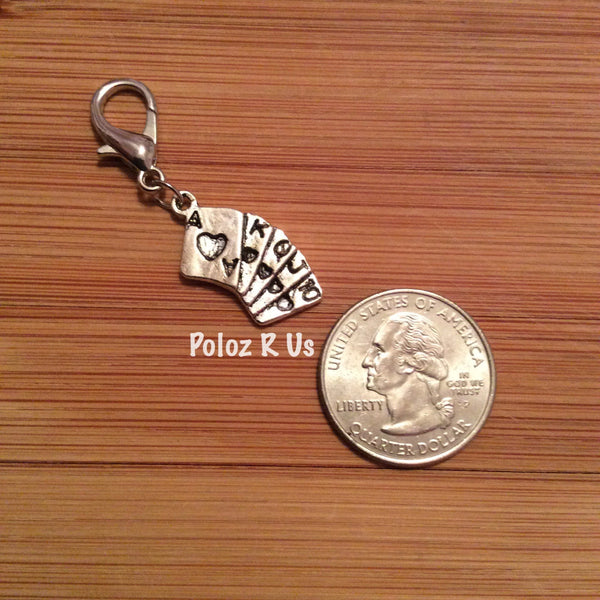 A
K
Q
J
10
A
Poloz R Us
UNITED STATES OF AMERICA
IN
GOD WE
TRUST
LIBERTY
QUARTER DOLLAR